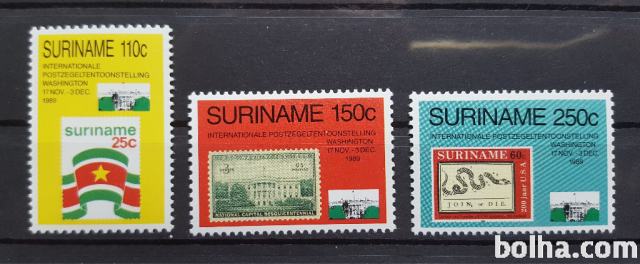 SURINAME 110c
INTERNATIONALE
POSTZEGELTENTOONSTELLING
WASHINGTON
17 NOV. - 3 DEC.
1989
suriname
25c
SURINAME 150c
INTERNATIONALE POSTZEGELTENTOONSTELLING
WASHINGTON
17 NOV. - 3 DEC.
1989
NATIONAL CAPITAL SESQUICENTENNIAL
SURINAME 250c
INTERNATIONALE POSTZEGELTENTOONSTELLING
WASHINGTON
17 NOV. - 3 DEC.
1989
SURINAME 60c
JOIN, or DIE.
200 jaar U.S.A
bolha.com